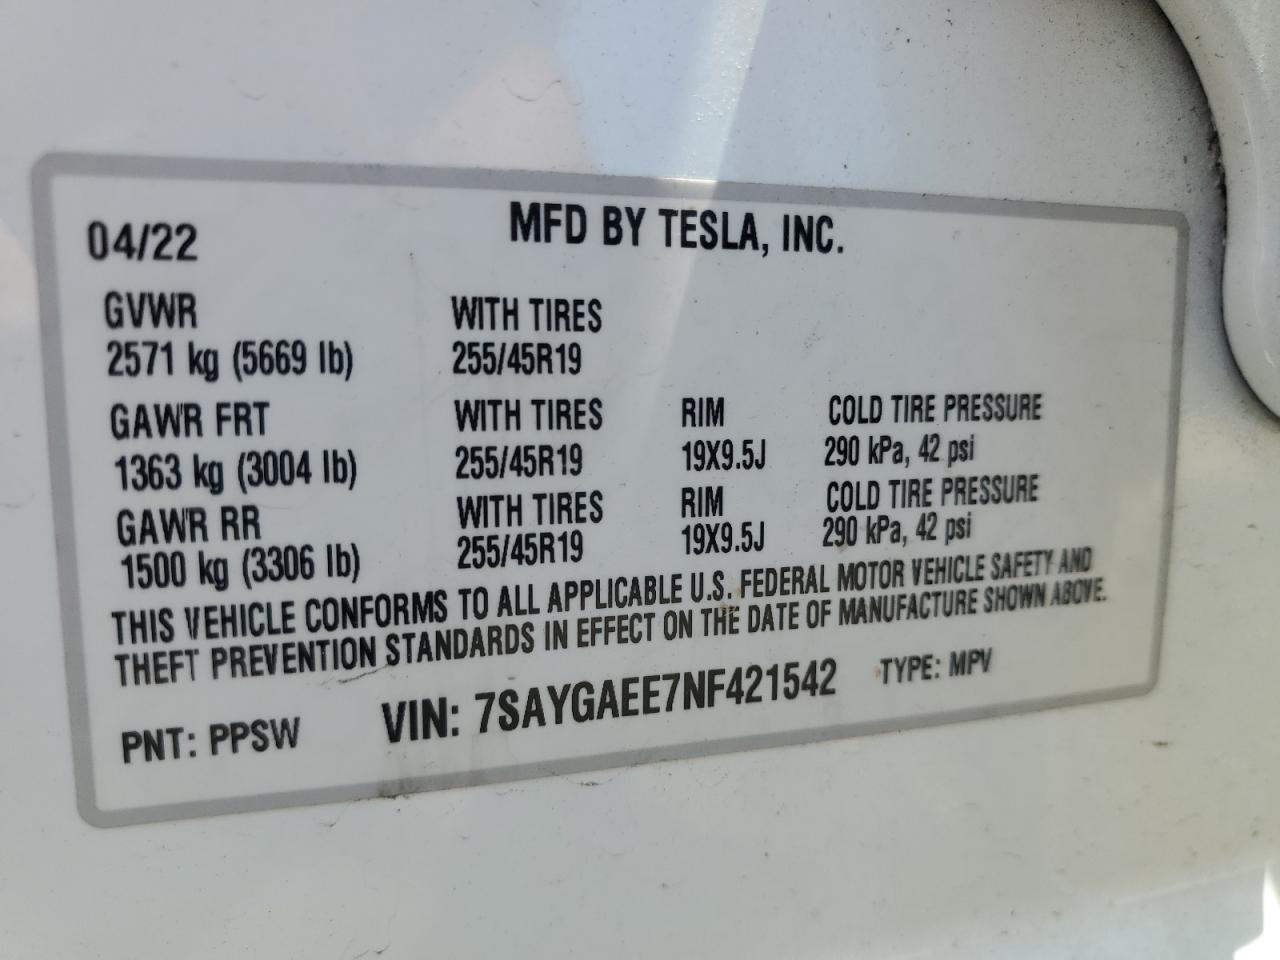 04/22 MFD BY TESLA, INC.
GVWR WITH TIRES
2571 kg (5669 lb) 255/45R19
GAWR FRT WITH TIRES RIM COLD TIRE PRESSURE
1363 kg (3004 lb) 255/45R19 19X9.5J 290 kPa, 42 psi
GAWR RR WITH TIRES RIM COLD TIRE PRESSURE
1500 kg (3306 lb) 255/45R19 19X9.5J 290 kPa, 42 psi
THIS VEHICLE CONFORMS TO ALL APPLICABLE U.S. FEDERAL MOTOR VEHICLE SAFETY AND
THEFT PREVENTION STANDARDS IN EFFECT ON THE DATE OF MANUFACTURE SHOWN ABOVE.
PNT: PPSW VIN: 7SAYGAEE7NF421542 TYPE: MPV